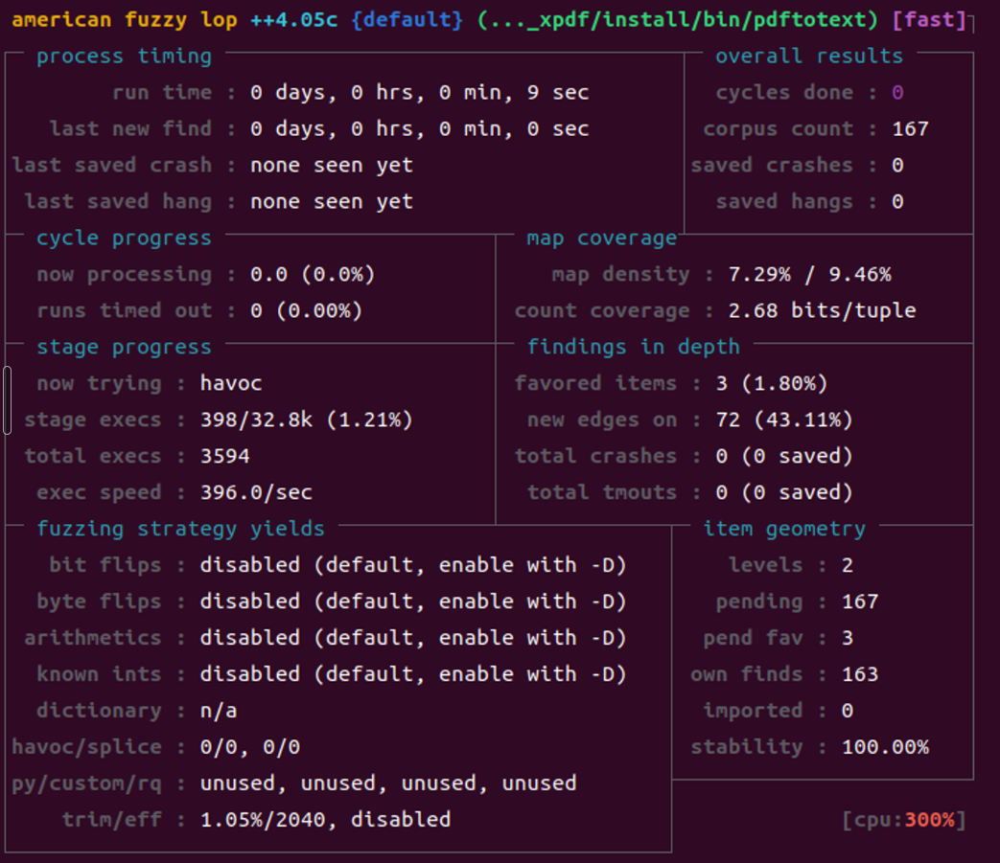 american fuzzy lop ++4.05c {default} (..._xpdf/install/bin/pdftotext) [fast]
process timing overall results
run time : 0 days, 0 hrs, 0 min, 9 sec cycles done : 0
last new find : 0 days, 0 hrs, 0 min, 0 sec corpus count : 167
last saved crash : none seen yet saved crashes : 0
last saved hang : none seen yet saved hangs : 0
cycle progress map coverage
now processing : 0.0 (0.0%) map density : 7.29% / 9.46%
runs timed out : 0 (0.00%) count coverage : 2.68 bits/tuple
stage progress findings in depth
now trying : havoc favored items : 3 (1.80%)
stage execs : 398/32.8k (1.21%) new edges on : 72 (43.11%)
total execs : 3594 total crashes : 0 (0 saved)
exec speed : 396.0/sec total tmouts : 0 (0 saved)
fuzzing strategy yields item geometry
bit flips : disabled (default, enable with -D) levels : 2
byte flips : disabled (default, enable with -D) pending : 167
arithmetics : disabled (default, enable with -D) pend fav : 3
known ints : disabled (default, enable with -D) own finds : 163
dictionary : n/a imported : 0
havoc/splice : 0/0, 0/0 stability : 100.00%
py/custom/rq : unused, unused, unused, unused
trim/eff : 1.05%/2040, disabled [cpu:300%]